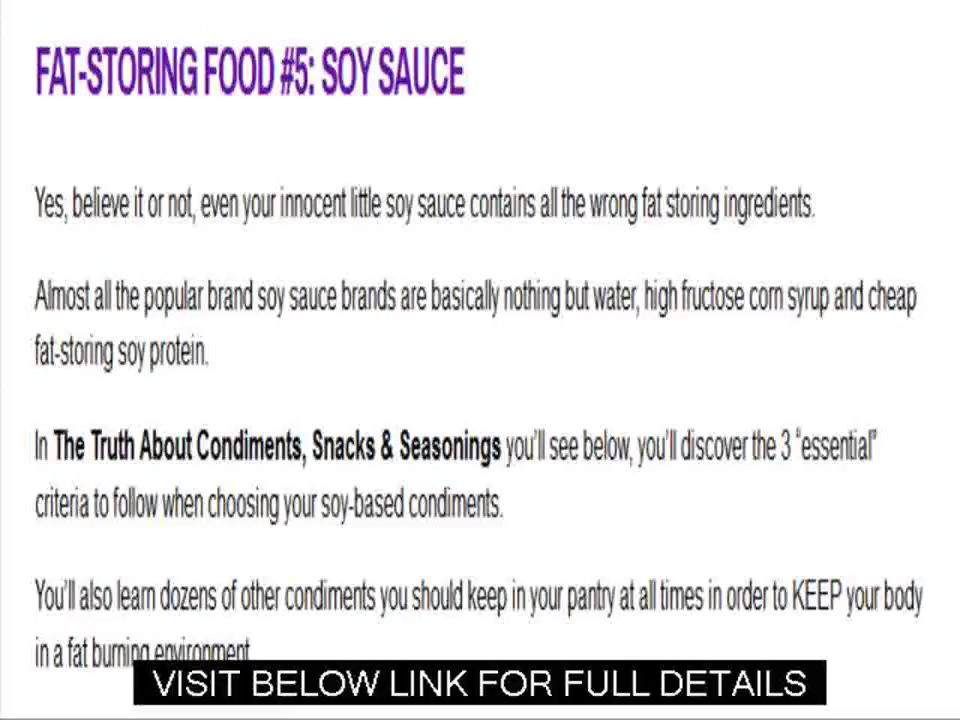 FAT-STORING FOOD #5: SOY SAUCE
Yes, believe it or not, even your innocent little soy sauce contains all the wrong fat storing ingredients.
Almost all the popular brand soy sauce brands are basically nothing but water, high fructose corn syrup and cheap
fat-storing soy protein.
In The Truth About Condiments, Snacks & Seasonings you'll see below, you'll discover the 3 "essential"
criteria to follow when choosing your soy-based condiments.
You'll also learn dozens of other condiments you should keep in your pantry at all times in order to KEEP your body
in a fat burning environment
VISIT BELOW LINK FOR FULL DETAILS